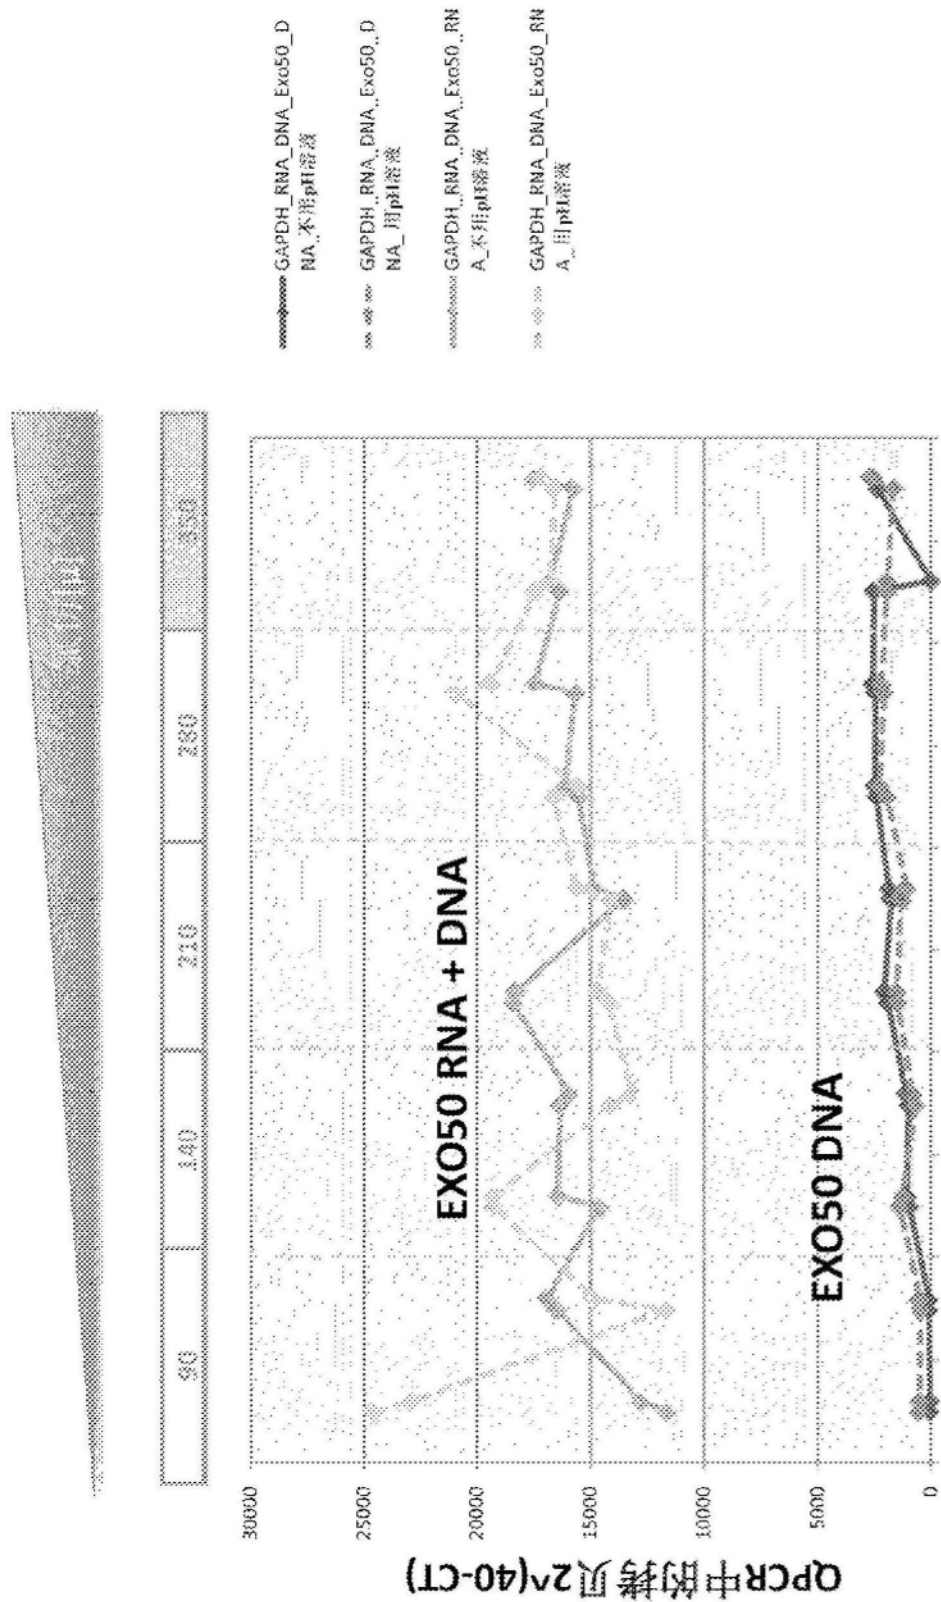 90
140
210
280
350
QPCR中的拷贝2^(40-CT)
30000
25000
20000
15000
10000
5000
0
EXO50 RNA + DNA
EXO50 DNA
GAPDH_RNA_DNA_Exo50_D
NA_不用pH溶液
GAPDH_RNA_DNA_Exo50_D
NA_用pH溶液
GAPDH_RNA_DNA_Exo50_RN
A_不用pH溶液
GAPDH_RNA_DNA_Exo50_RN
A_用pH溶液